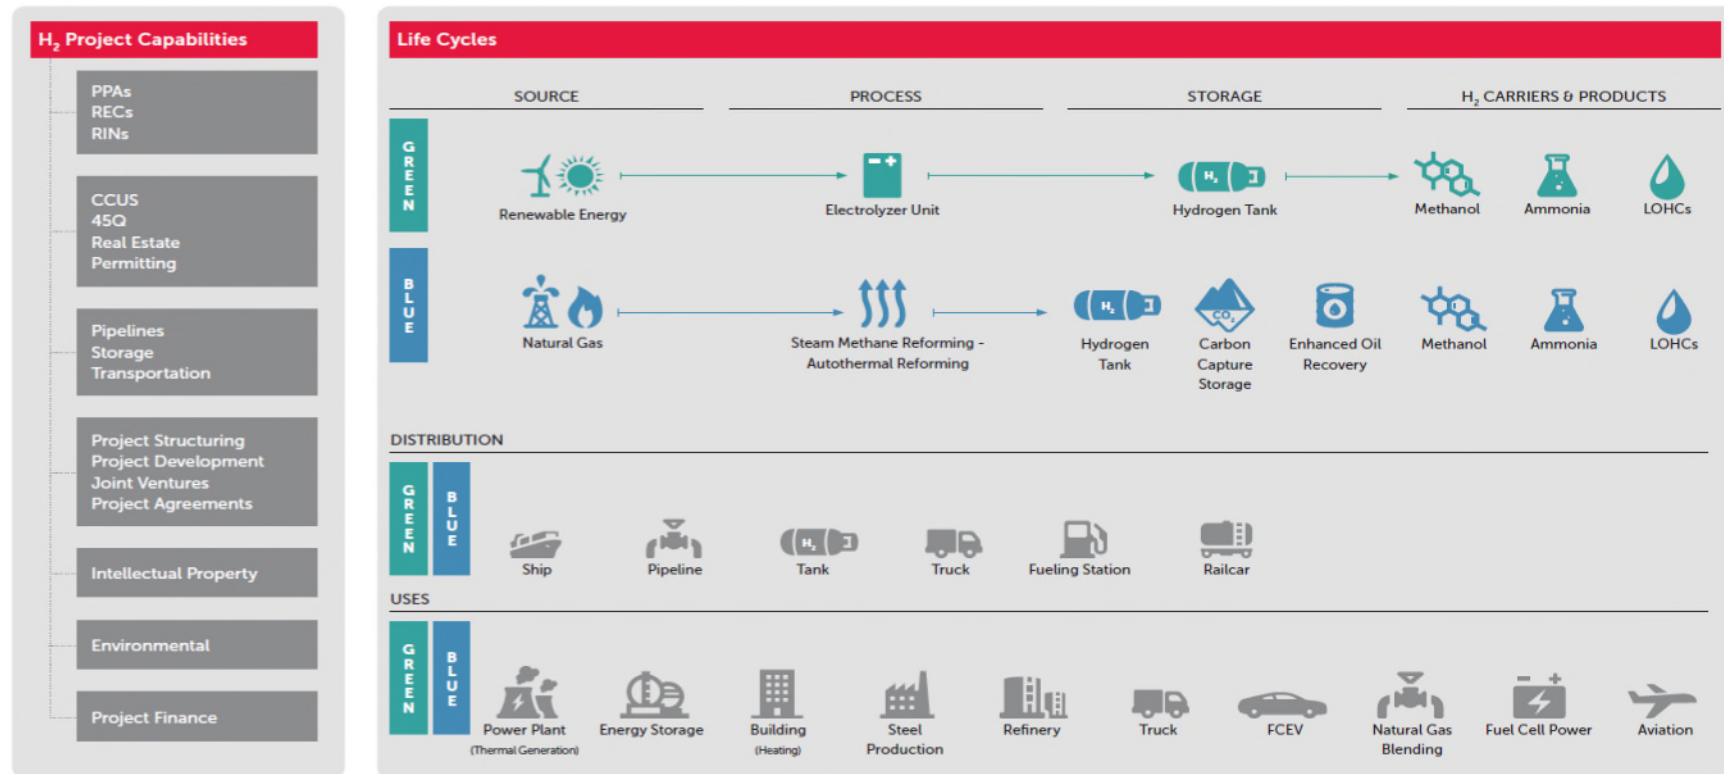 H₂ Project Capabilities
PPAs
RECs
RINs
CCUS
45Q
Real Estate
Permitting
Pipelines
Storage
Transportation
Project Structuring
Project Development
Joint Ventures
Project Agreements
Intellectual Property
Environmental
Project Finance
Life Cycles
SOURCE
PROCESS
STORAGE
H₂ CARRIERS & PRODUCTS
GREEN
Renewable Energy
- +
Electrolyzer Unit
H₂
Hydrogen Tank
Methanol
Ammonia
LOHCs
BLUE
Natural Gas
Steam Methane Reforming -
Autothermal Reforming
H₂
Hydrogen
Tank
CO₂
Carbon
Capture
Storage
Enhanced Oil
Recovery
Methanol
Ammonia
LOHCs
DISTRIBUTION
GREEN
BLUE
Ship
Pipeline
H₂
Tank
Truck
Fueling Station
Railcar
USES
GREEN
BLUE
Power Plant
(Thermal Generation)
Energy Storage
Building
(Heating)
Steel
Production
Refinery
Truck
FCEV
Natural Gas
Blending
- +
Fuel Cell Power
Aviation